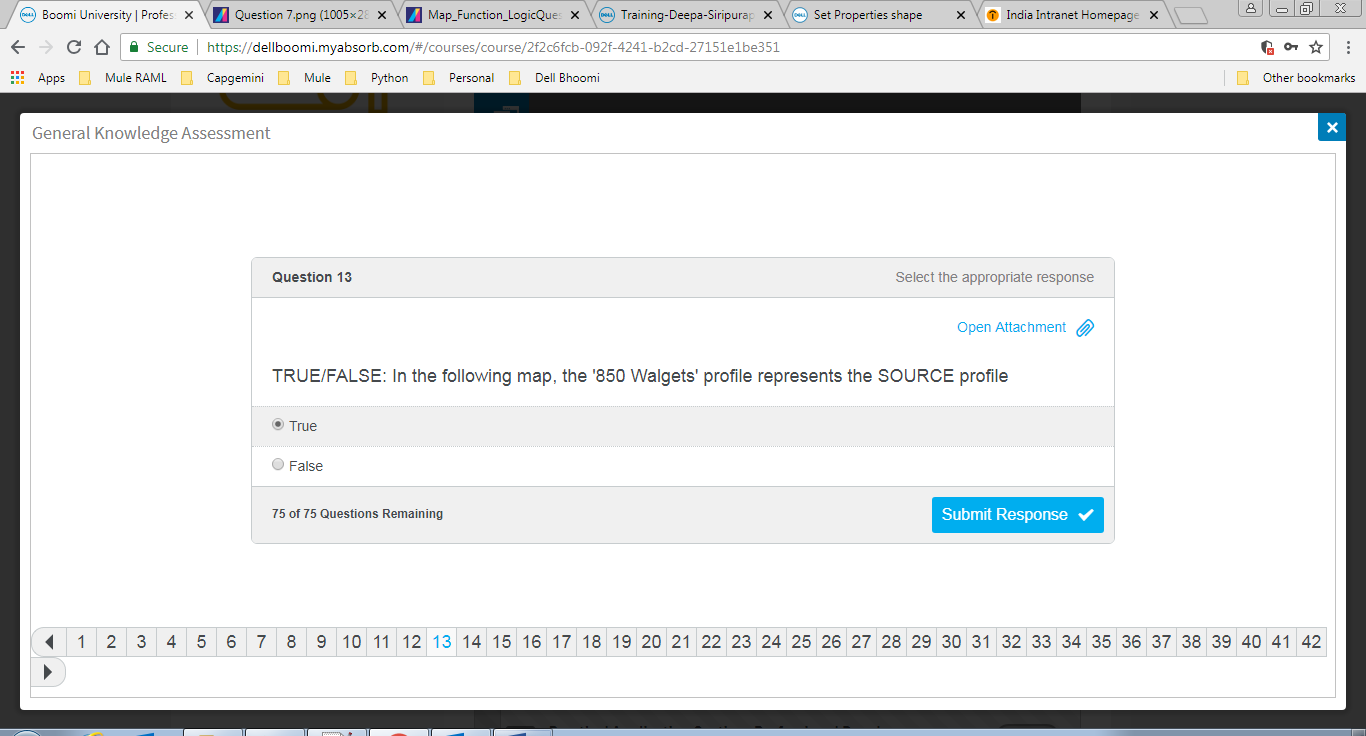 Boomi University | Profes
Question 7.png (1005×28
Map_Function_LogicQues
Training-Deepa-Siripurap
Set Properties shape
India Intranet Homepage
Secure
https://dellboomi.myabsorb.com/#/courses/course/2f2c6fcb-092f-4241-b2cd-27151e1be351
Apps
Mule RAML
Capgemini
Mule
Python
Personal
Dell Bhoomi
Other bookmarks
General Knowledge Assessment
Question 13
Select the appropriate response
Open Attachment
TRUE/FALSE: In the following map, the '850 Walgets' profile represents the SOURCE profile
True
False
75 of 75 Questions Remaining
Submit Response
1 2 3 4 5 6 7 8 9 10 11 12 13 14 15 16 17 18 19 20 21 22 23 24 25 26 27 28 29 30 31 32 33 34 35 36 37 38 39 40 41 42